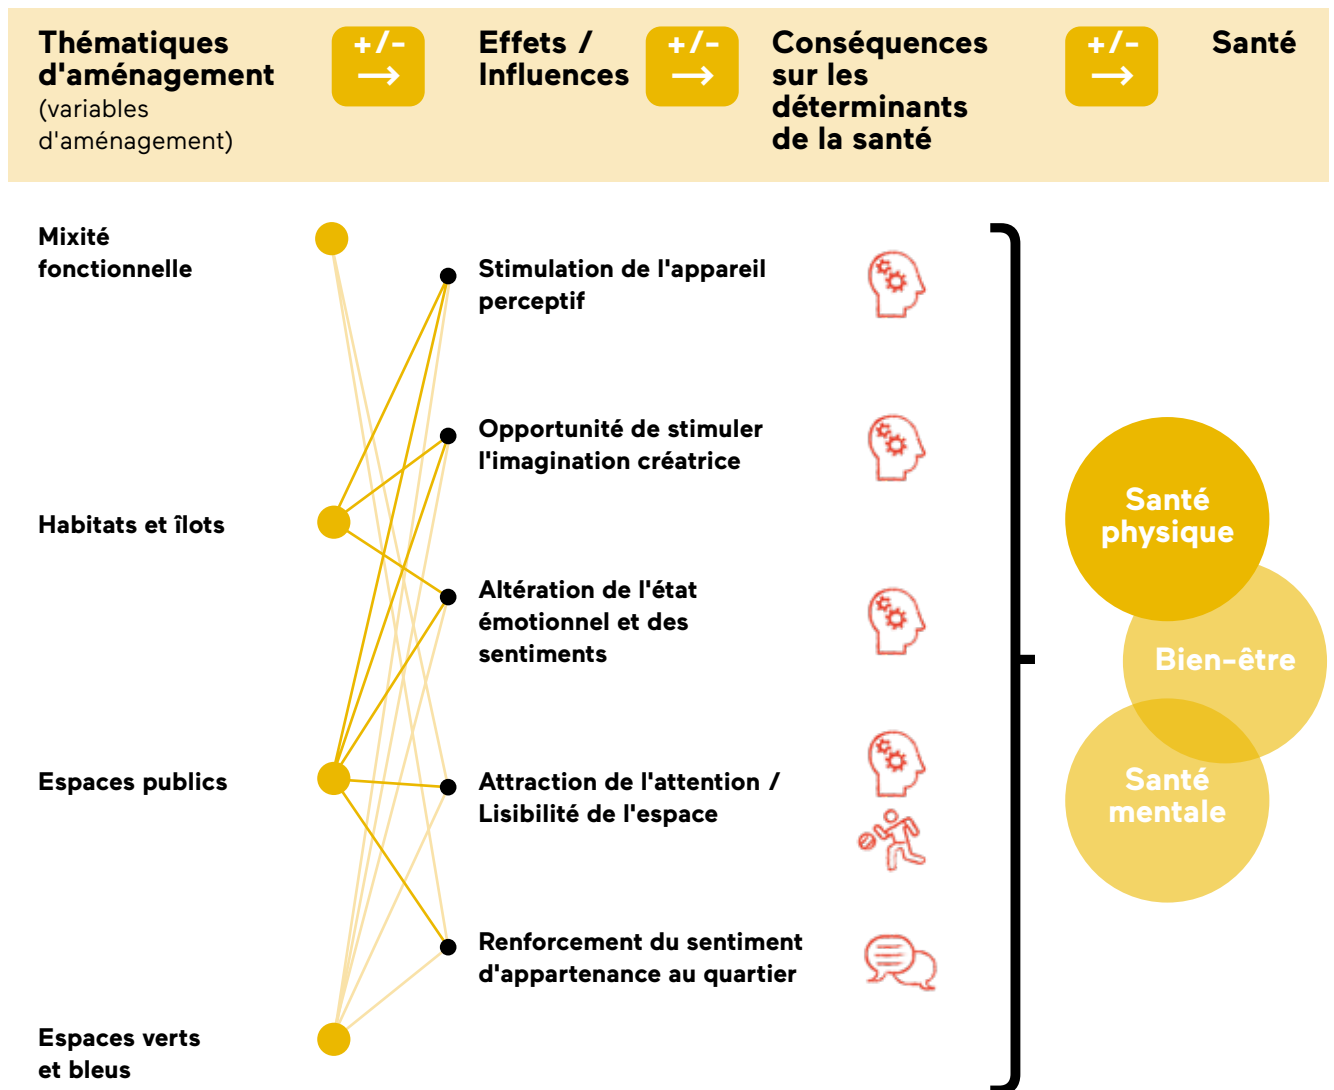 Thématiques
d'aménagement
(variables
d'aménagement)
+/-
→
Effets /
Influences
+/-
→
Conséquences
sur les
déterminants
de la santé
+/-
→
Santé
Mixité
fonctionnelle
Habitats et îlots
Espaces publics
Espaces verts
et bleus
Stimulation de l'appareil
perceptif
Opportunité de stimuler
l'imagination créatrice
Altération de l'état
émotionnel et des
sentiments
Attraction de l'attention /
Lisibilité de l'espace
Renforcement du sentiment
d'appartenance au quartier
Santé
physique
Bien-être
Santé
mentale